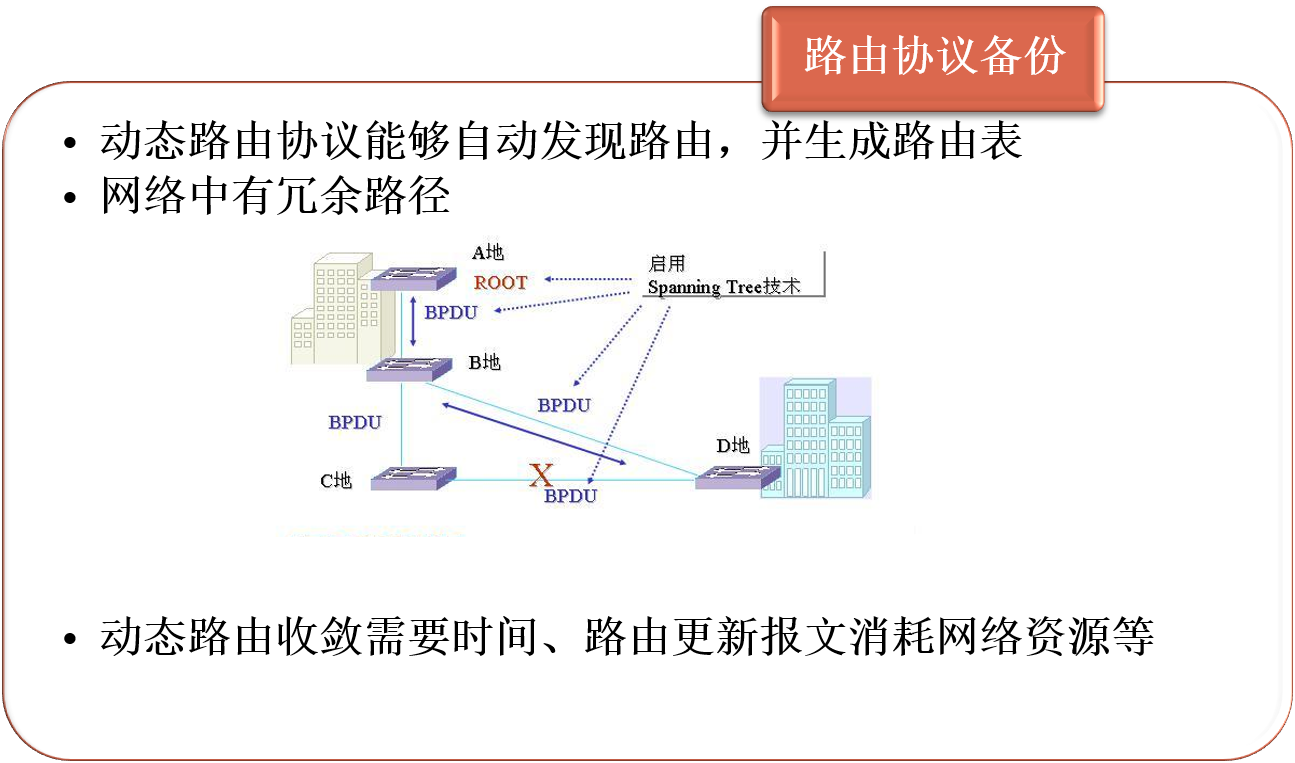 路由协议备份
• 动态路由协议能够自动发现路由，并生成路由表
• 网络中有冗余路径
A地
启用
ROOT
Spanning Tree技术
BPDU
B地
BPDU
BPDU
D地
C地
X
BPDU
• 动态路由收敛需要时间、路由更新报文消耗网络资源等